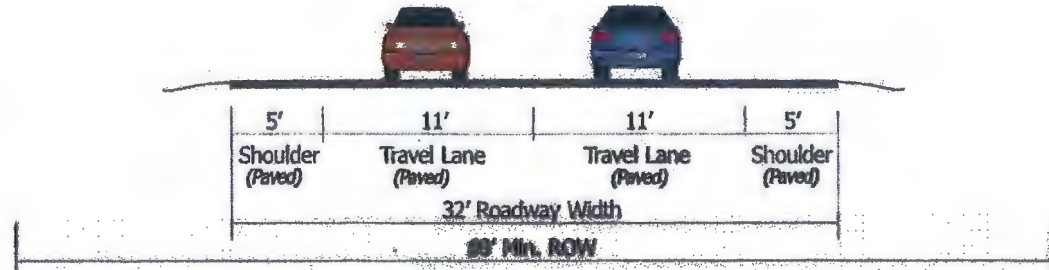 5' 11' 11' 5'
Shoulder Travel Lane Travel Lane Shoulder
(Paved) (Paved) (Paved) (Paved)
32' Roadway Width
Min. ROW